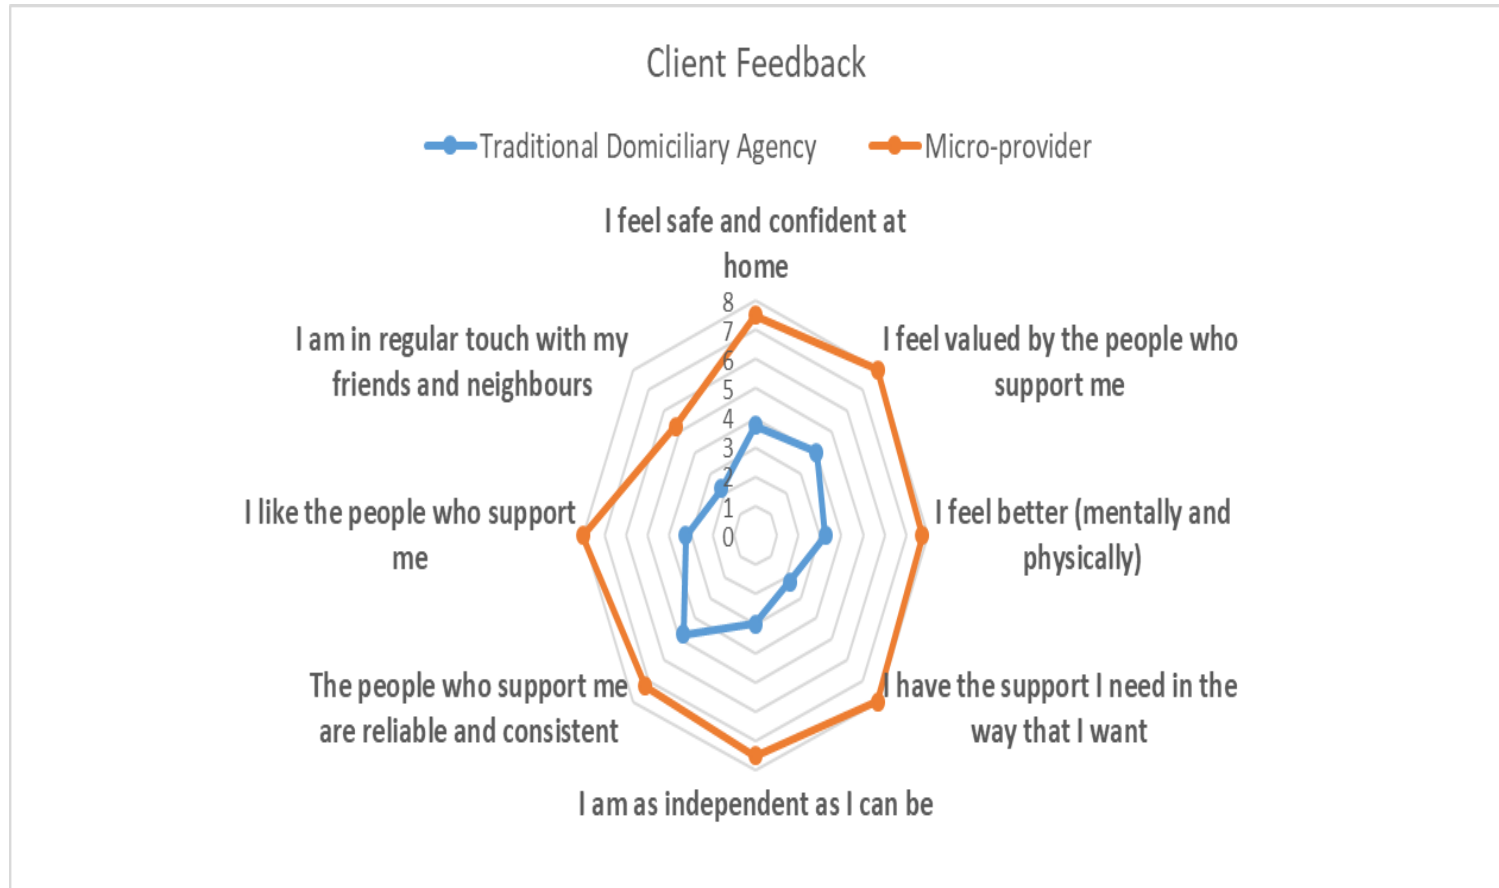 Client Feedback
Traditional Domiciliary Agency
Micro-provider
I feel safe and confident at
home
I feel valued by the people who
support me
I feel better (mentally and
physically)
I have the support I need in the
way that I want
I am as independent as I can be
The people who support me
are reliable and consistent
I like the people who support
me
I am in regular touch with my
friends and neighbours
8
7
6
5
4
3
2
1
0